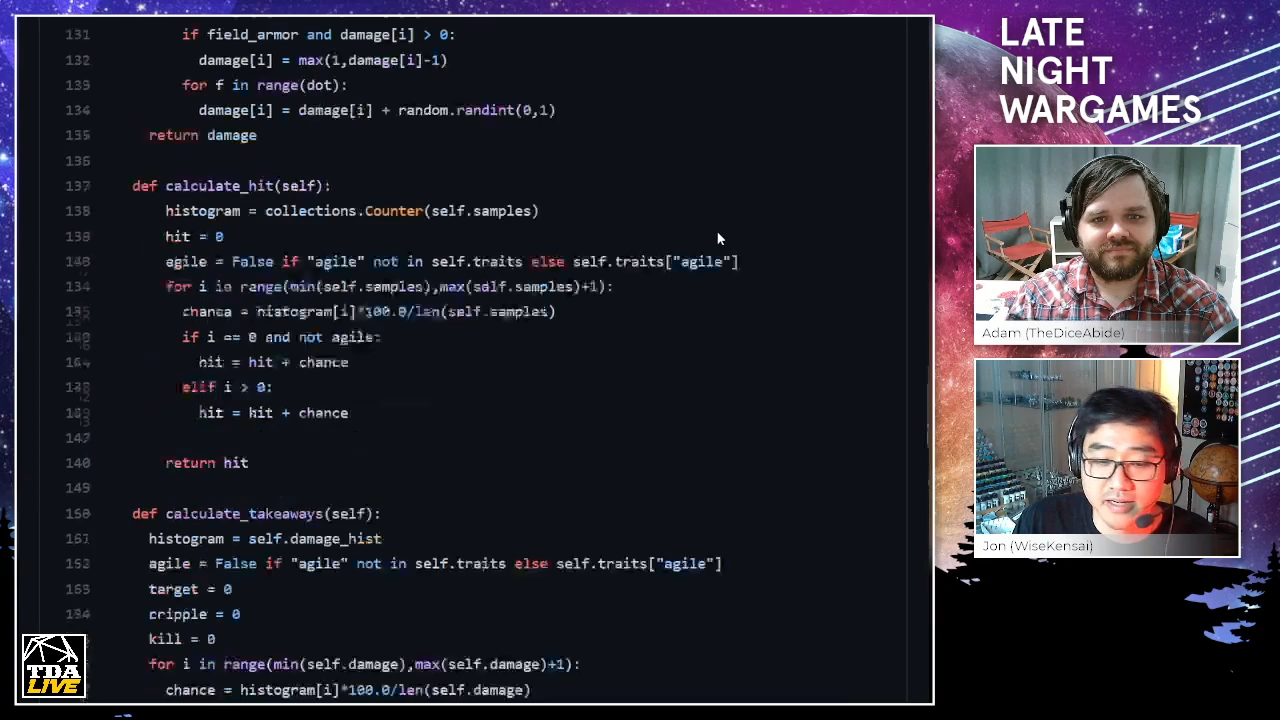 131 if field_armor and damage[i] > 0:
132 damage[i] = max(1,damage[i]-1)
133 for f in range(dot):
134 damage[i] = damage[i] + random.randint(0,1)
135 return damage
136
137 def calculate_hit(self):
138 histogram = collections.Counter(self.samples)
139 hit = 0
agile = False if "agile" not in self.traits else self.traits["agile"]
for i in range(min(self.samples),max(self.samples)+1):
chance = histogram[i]*100.0/len(self.samples)
if i == 0 and not agile:
hit = hit + chance
elif i > 0:
hit = hit + chance
return hit
149
def calculate_takeaways(self):
histogram = self.damage_hist
agile = False if "agile" not in self.traits else self.traits["agile"]
target = 0
cripple = 0
kill = 0
for i in range(min(self.damage),max(self.damage)+1):
chance = histogram[i]*100.0/len(self.damage)
TDA
LIVE
LATE
NIGHT
WARGAMES
Adam (TheDiceAbide)
Jon (WiseKensai)